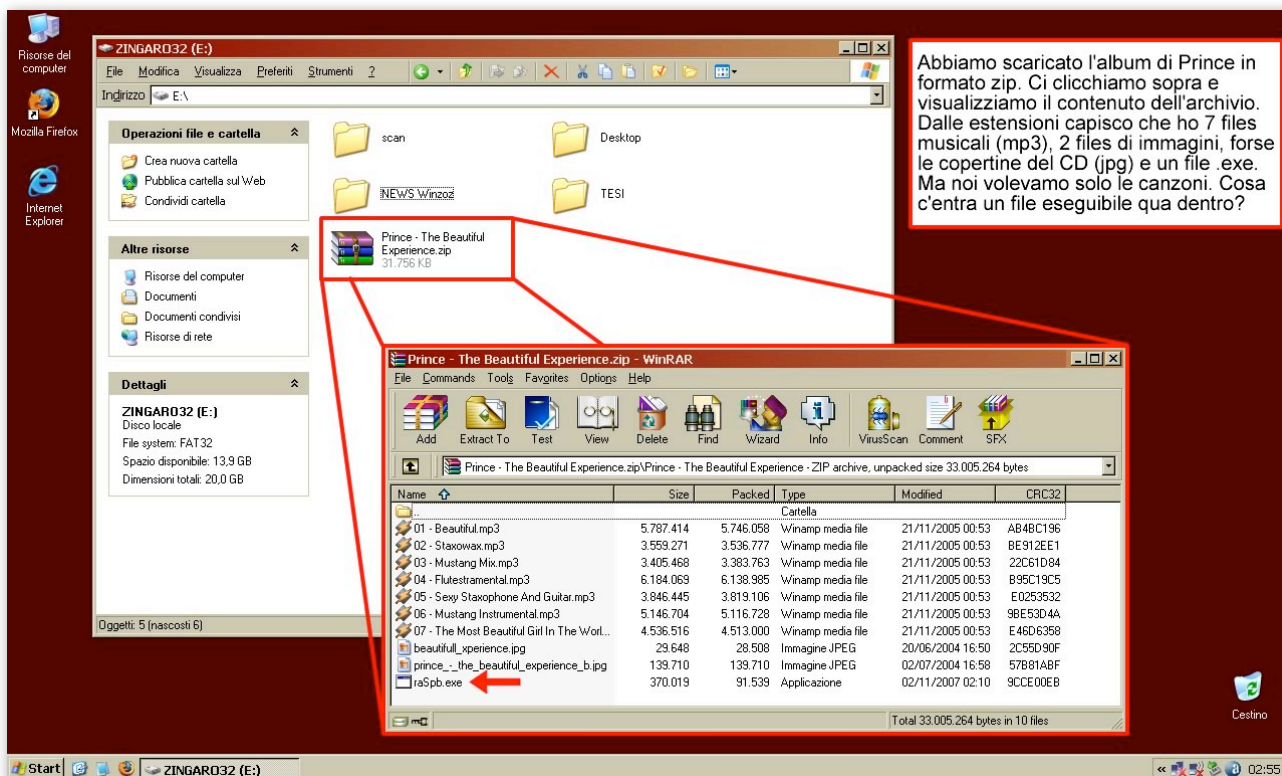 Risorse del
computer
Mozilla Firefox
Internet
Explorer
ZINGARO32 (E:)
File Modifica Visualizza Preferiti Strumenti ?
Indirizzo E:\
Operazioni file e cartella
Crea nuova cartella
Pubblica cartella sul Web
Condividi cartella
Altre risorse
Risorse del computer
Documenti
Documenti condivisi
Risorse di rete
Dettagli
ZINGARO32 (E:)
Disco locale
File system: FAT32
Spazio disponibile: 13,9 GB
Dimensioni totali: 20,0 GB
scan
Desktop
NEWS Winzoz
TESI
Prince - The Beautiful
Experience.zip
31.756 KB
Oggetti: 5 (nascosti 6)
Abbiamo scaricato l'album di Prince in
formato zip. Ci clicchiamo sopra e
visualizziamo il contenuto dell'archivio.
Dalle estensioni capisco che ho 7 files
musicali (mp3), 2 files di immagini, forse
le copertine del CD (jpg) e un file .exe.
Ma noi volevamo solo le canzoni. Cosa
c'entra un file eseguibile qua dentro?
Prince - The Beautiful Experience.zip - WinRAR
File Commands Tools Favorites Options Help
Add Extract To Test View Delete Find Wizard Info VirusScan Comment SFX
Prince - The Beautiful Experience.zip\Prince - The Beautiful Experience - ZIP archive, unpacked size 33.005.264 bytes
Name Size Packed Type Modified CRC32
.. Cartella
01 - Beautiful.mp3 5.787.414 5.746.058 Winamp media file 21/11/2005 00:53 AB4BC196
02 - Staxowax.mp3 3.559.271 3.536.777 Winamp media file 21/11/2005 00:53 BE912EE1
03 - Mustang Mix.mp3 3.405.468 3.383.763 Winamp media file 21/11/2005 00:53 22C61D84
04 - Flutestramental.mp3 6.184.069 6.138.985 Winamp media file 21/11/2005 00:53 B95C19C5
05 - Sexy Staxophone And Guitar.mp3 3.846.445 3.819.106 Winamp media file 21/11/2005 00:53 E0253532
06 - Mustang Instrumental.mp3 5.146.704 5.116.728 Winamp media file 21/11/2005 00:53 9BE53D4A
07 - The Most Beautiful Girl In The Worl... 4.536.516 4.513.000 Winamp media file 21/11/2005 00:53 E46D6358
beautifull_xperience.jpg 29.648 28.508 Immagine JPEG 20/06/2004 16:50 2C55D90F
prince_-_the_beautiful_experience_b.jpg 139.710 139.710 Immagine JPEG 02/07/2004 16:58 57B81ABF
raSpb.exe 370.019 91.539 Applicazione 02/11/2007 02:10 9CCE00EB
Total 33.005.264 bytes in 10 files
Cestino
Start ZINGARO32 (E:) « 02:55